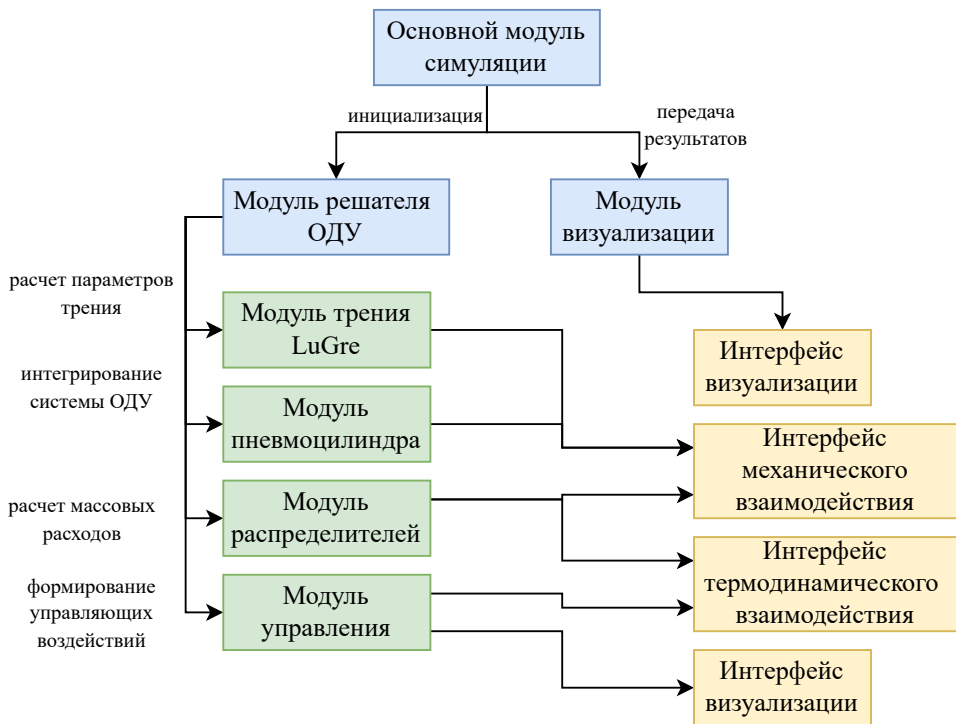 Основной модуль
симуляции
инициализация
передача
результатов
Модуль решателя
ОДУ
Модуль
визуализации
расчет параметров
трения
Модуль трения
LuGre
Интерфейс
визуализации
интегрирование
системы ОДУ
Модуль
пневмоцилиндра
Интерфейс
механического
взаимодействия
расчет массовых
расходов
Модуль
распределителей
Интерфейс
термодинамического
взаимодействия
формирование
управляющих
воздействий
Модуль
управления
Интерфейс
визуализации